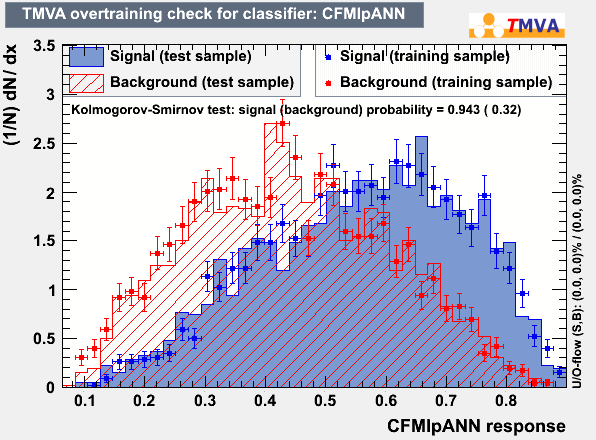 TMVA overtraining check for classifier: CFMlpANN
TMVA
Signal (test sample)
Background (test sample)
Signal (training sample)
Background (training sample)
Kolmogorov-Smirnov test: signal (background) probability = 0.943 ( 0.32)
(1/N) dN/ dx
3.5
3
2.5
2
1.5
1
0.5
0
0.1 0.2 0.3 0.4 0.5 0.6 0.7 0.8
CFMlpANN response
U/O-flow (S,B): (0.0, 0.0)% / (0.0, 0.0)%